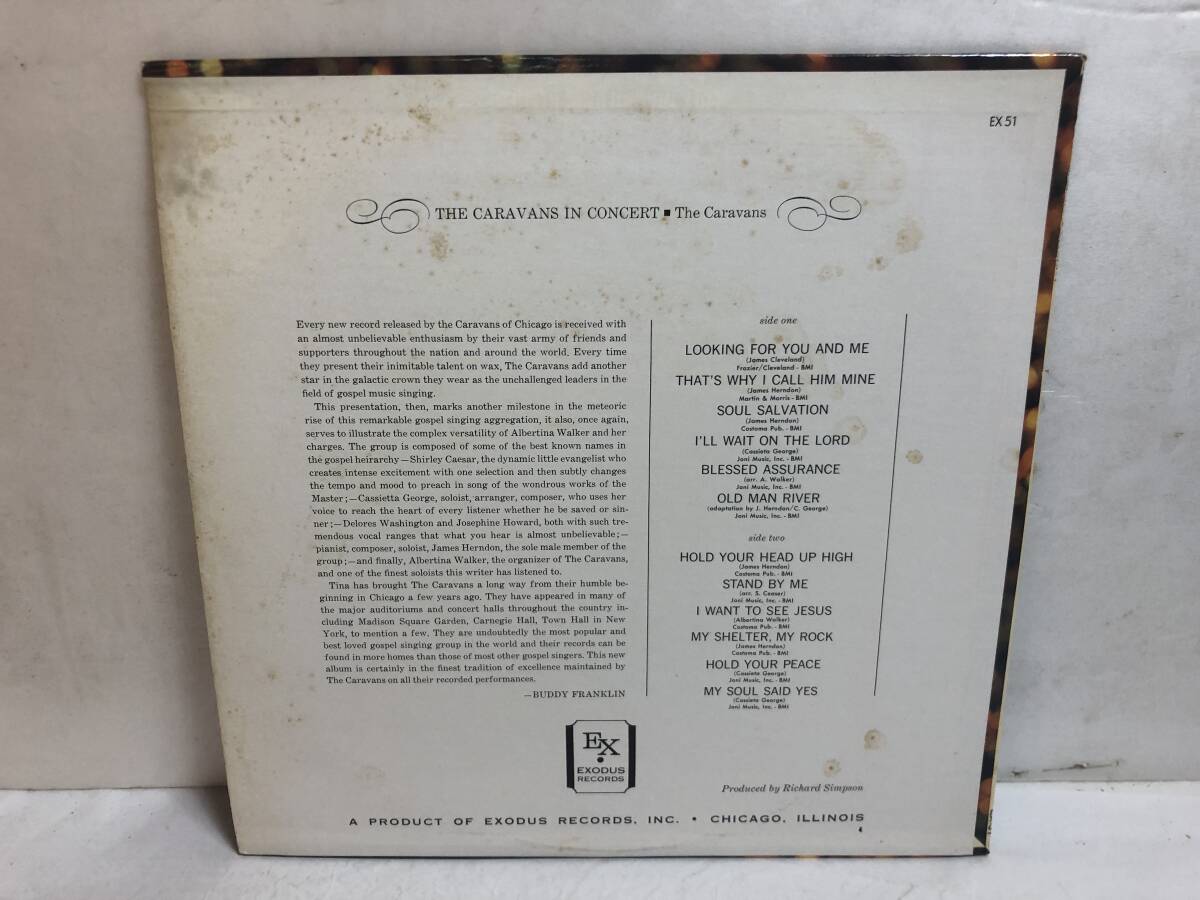 EX 51
THE CARAVANS IN CONCERT ■ The Caravans
Every new record released by the Caravans of Chicago is received with
an almost unbelievable enthusiasm by their vast army of friends and
supporters throughout the nation and around the world. Every time
they present their inimitable talent on wax, The Caravans add another
star in the galactic crown they wear as the unchallenged leaders in the
field of gospel music singing.
This presentation, then, marks another milestone in the meteoric
rise of this remarkable gospel singing aggregation, it also, once again,
serves to illustrate the complex versatility of Albertina Walker and her
charges. The group is composed of some of the best known names in
the gospel heirarchy—Shirley Caesar, the dynamic little evangelist who
creates intense excitement with one selection and then subtly changes
the tempo and mood to preach in song of the wondrous works of the
Master;—Cassietta George, soloist, arranger, composer, who uses her
voice to reach the heart of every listener whether he be saved or sin-
ner;—Delores Washington and Josephine Howard, both with such tre-
mendous vocal ranges that what you hear is almost unbelievable;—
pianist, composer, soloist, James Herndon, the sole male member of the
group;—and finally, Albertina Walker, the organizer of The Caravans,
and one of the finest soloists this writer has listened to.
Tina has brought The Caravans a long way from their humble be-
ginning in Chicago a few years ago. They have appeared in many of
the major auditoriums and concert halls throughout the country in-
cluding Madison Square Garden, Carnegie Hall, Town Hall in New
York, to mention a few. They are undoubtedly the most popular and
best loved gospel singing group in the world and their records can be
found in more homes than those of most other gospel singers. This new
album is certainly in the finest tradition of excellence maintained by
The Caravans on all their recorded performances.
—BUDDY FRANKLIN
side one
LOOKING FOR YOU AND ME
(James Cleveland)
Frazier/Cleveland - BMI
THAT'S WHY I CALL HIM MINE
(James Herndon)
Martin & Morris - BMI
SOUL SALVATION
(James Herndon)
Costoma Pub. - BMI
I'LL WAIT ON THE LORD
(Cassieta George)
Joni Music, Inc. - BMI
BLESSED ASSURANCE
(arr. A. Walker)
Joni Music, Inc. - BMI
OLD MAN RIVER
(adaptation by J. Herndon/C. George)
Joni Music, Inc. - BMI
side two
HOLD YOUR HEAD UP HIGH
(James Herndon)
Costoma Pub. - BMI
STAND BY ME
(arr. S. Ceaser)
Joni Music, Inc. - BMI
I WANT TO SEE JESUS
(Albertina Walker)
Costoma Pub. - BMI
MY SHELTER, MY ROCK
(James Herndon)
Costoma Pub. - BMI
HOLD YOUR PEACE
(Cassieta George)
Joni Music, Inc. - BMI
MY SOUL SAID YES
(Cassieta George)
Joni Music, Inc. - BMI
EX
EXODUS
RECORDS
Produced by Richard Simpson
A PRODUCT OF EXODUS RECORDS, INC. • CHICAGO, ILLINOIS